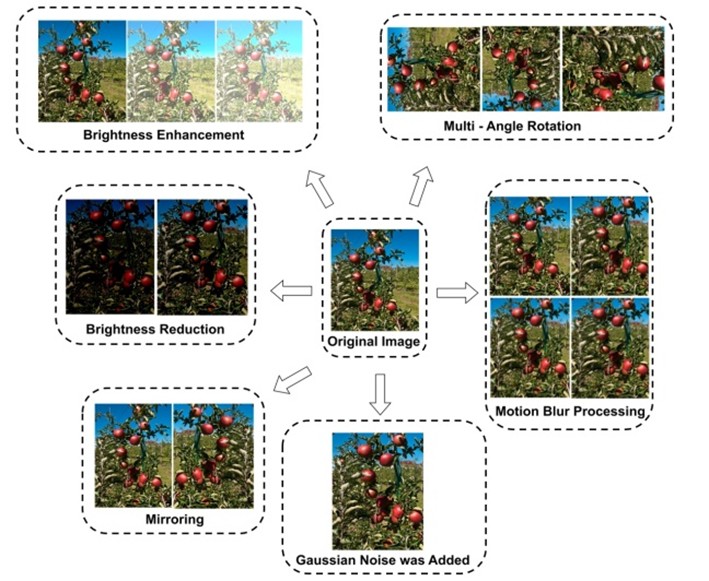 Brightness Enhancement
Multi - Angle Rotation
Brightness Reduction
Original Image
Motion Blur Processing
Mirroring
Gaussian Noise was Added